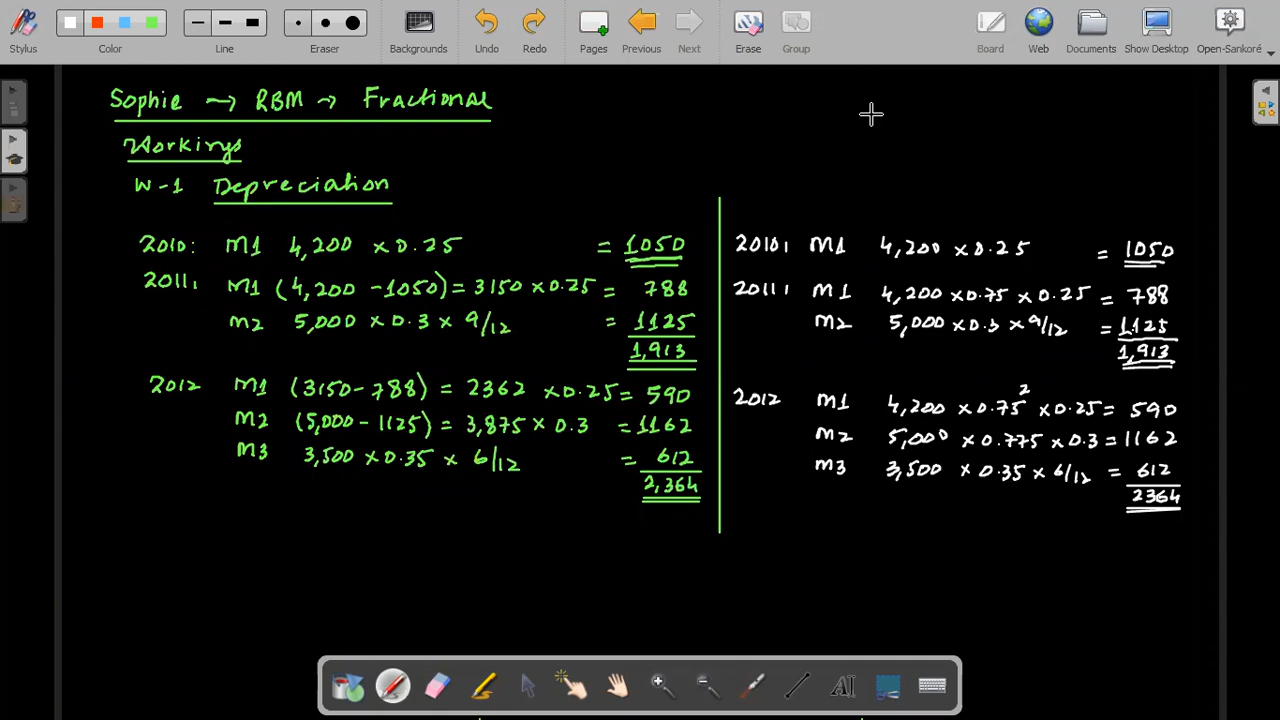 Stylus Color Line Eraser Backgrounds Undo Redo Pages Previous Next Erase Group Board Web Documents Show Desktop Open-Sankoré
Sophie → RBM → Fractional
Workings
W-1 Depreciation
2010: M1 4,200 x 0.25 = 1050
2011: M1 (4,200 - 1050) = 3150 x 0.25 = 788
M2 5,000 x 0.3 x 9/12 = 1125
1,913
2012 M1 (3150 - 788) = 2362 x 0.25 = 590
M2 (5,000 - 1125) = 3,875 x 0.3 = 1162
M3 3,500 x 0.35 x 6/12 = 612
2,364
2010: M1 4,200 x 0.25 = 1050
2011: M1 4,200 x 0.75 x 0.25 = 788
M2 5,000 x 0.3 x 9/12 = 1125
1,913
2012 M1 4,200 x 0.75² x 0.25 = 590
M2 5,000 x 0.775 x 0.3 = 1162
M3 3,500 x 0.35 x 6/12 = 612
2364
AI